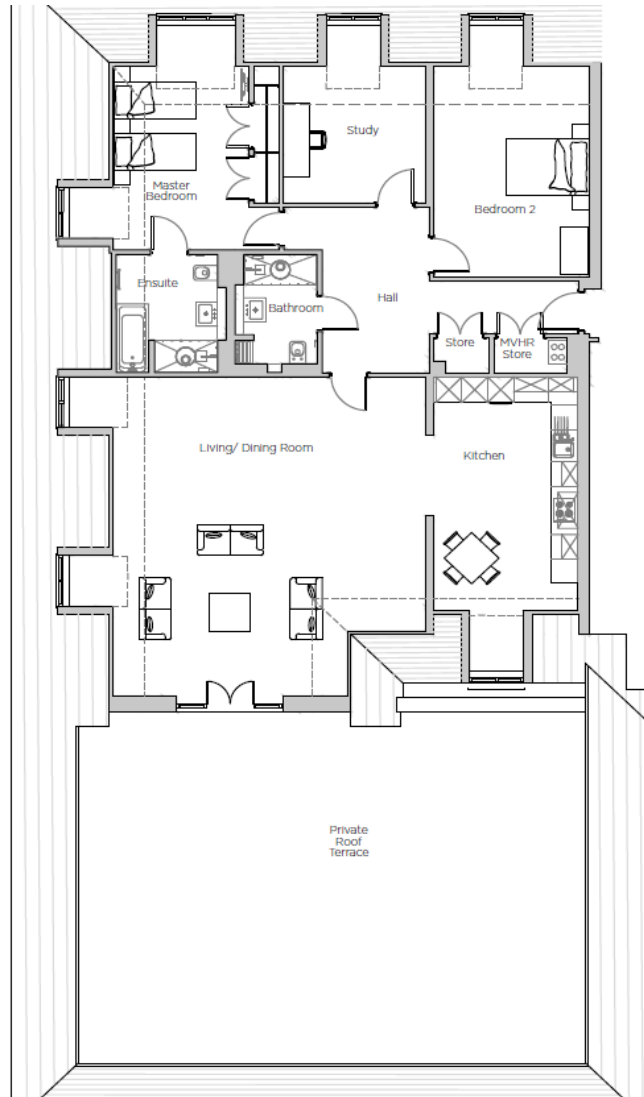 Study
Master
Bedroom
Bedroom 2
Ensuite
Hall
Bathroom
Store
MVHR
Store
Living/ Dining Room
Kitchen
Private
Roof
Terrace